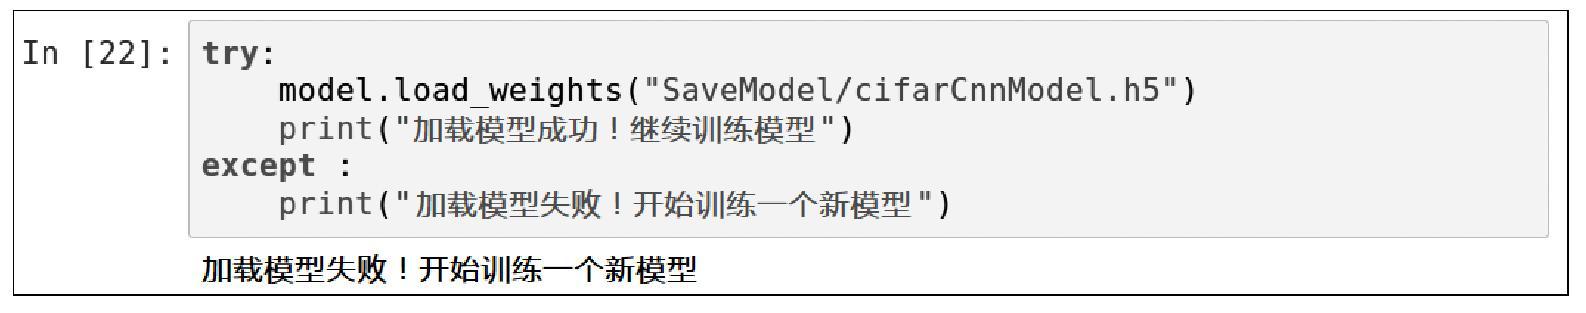 In [22]: try:
    model.load_weights("SaveModel/cifarCnnModel.h5")
    print("加载模型成功！继续训练模型")
except :
    print("加载模型失败！开始训练一个新模型")
加载模型失败！开始训练一个新模型